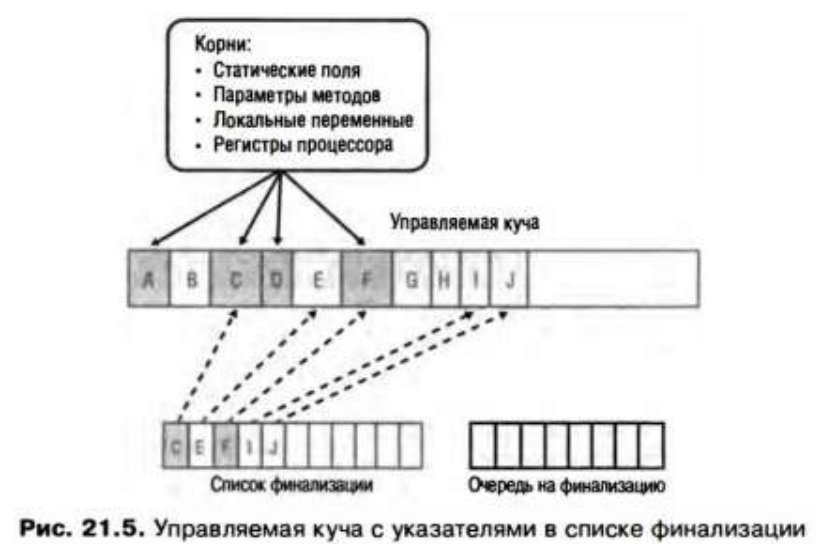 Корни:
• Статические поля
• Параметры методов
• Локальные переменные
• Регистры процессора
Управляемая куча
A B C D E F G H I J
C E F I J
Список финализации
Очередь на финализацию
Рис. 21.5. Управляемая куча с указателями в списке финализации